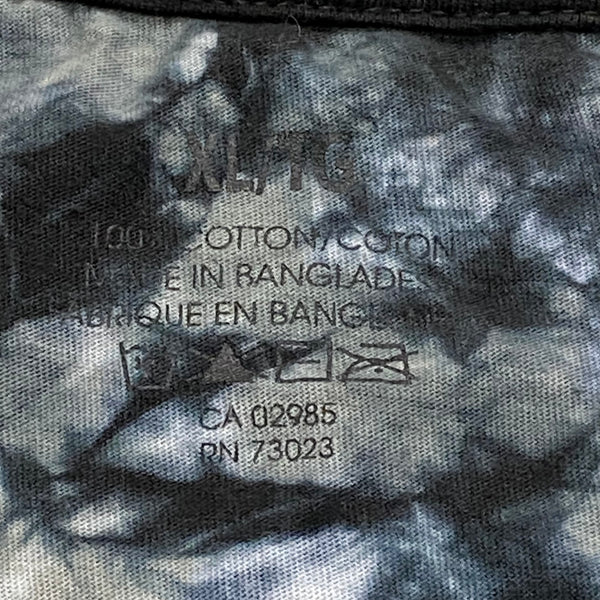 XL/TG
100% COTTON/COTON
MADE IN BANGLADESH
FABRIQUE EN BANGLADESH
CA 02985
RN 73023